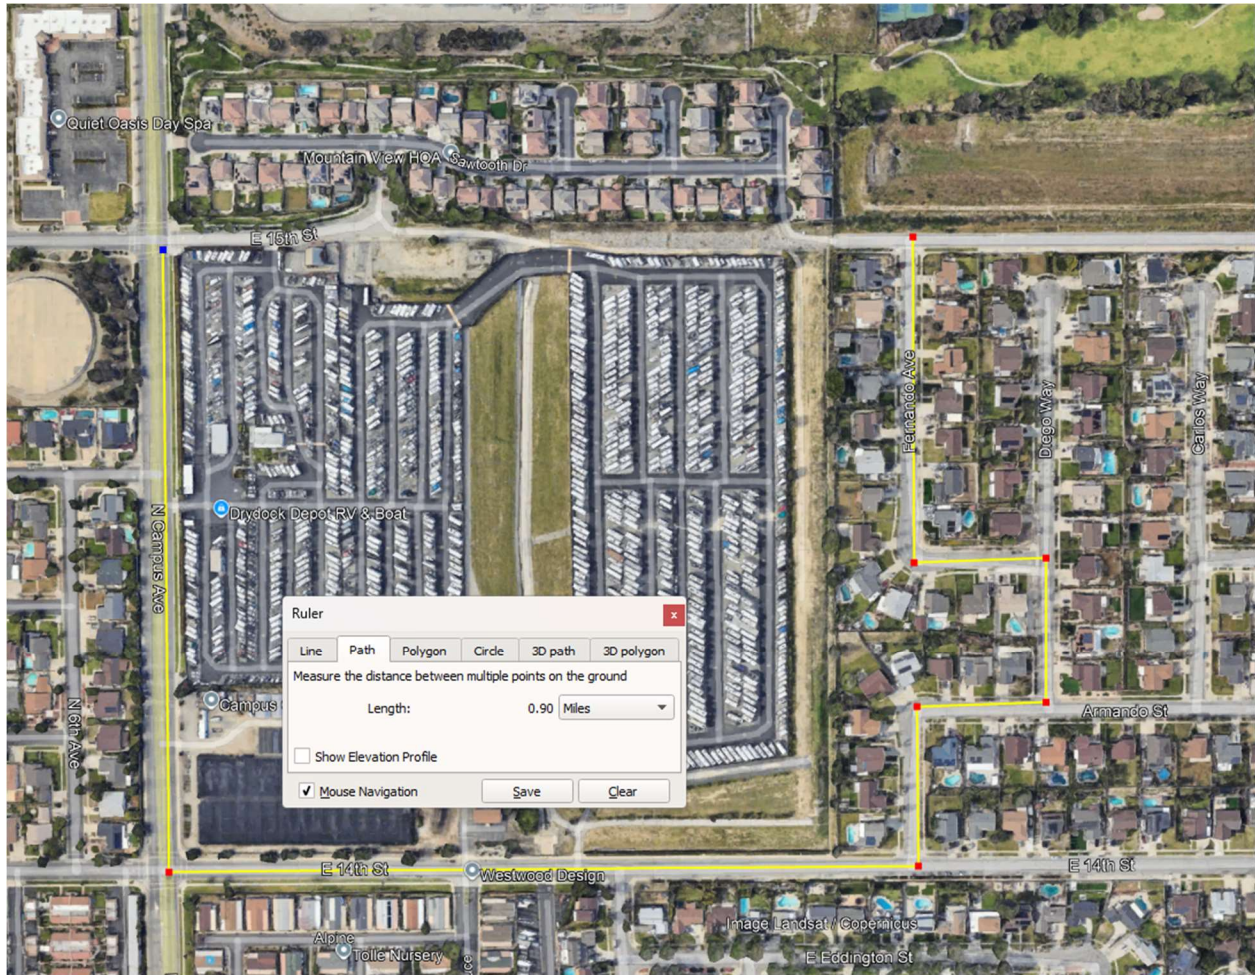 Quiet Oasis Day Spa
Mountain View HOA
Sawtooth Dr
E 15th St
Fernando Ave
Diego Way
Carlos Way
N Campus Ave
Drydock Depot RV & Boat
Ruler
x
Line
Path
Polygon
Circle
3D path
3D polygon
Measure the distance between multiple points on the ground
Length:
0.90
Miles
Show Elevation Profile
Mouse Navigation
Save
Clear
Campus
N 6th Ave
Armando St
E 14th St
Westwood Design
E 14th St
Image Landsat / Copernicus
Alpine
Tolle Nursery
E Eddington St